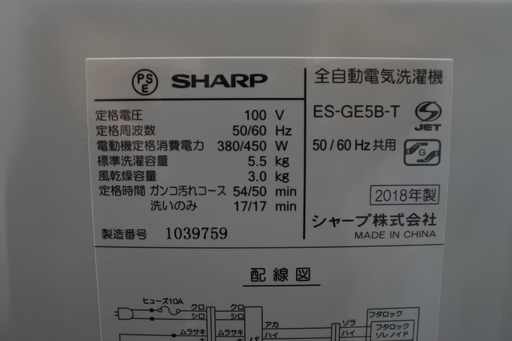 PS
E
SHARP
全自動電気洗濯機
定格電圧 100 V
定格周波数 50/60 Hz
電動機定格消費電力 380/450 W
標準洗濯容量 5.5 kg
風乾燥容量 3.0 kg
定格時間 ガンコ汚れコース 54/50 min
洗いのみ 17/17 min
製造番号 1039759
ES-GE5B-T
JET
50/60Hz共用
G
2018年製
シャープ株式会社
MADE IN CHINA
配線図
ヒューズ10A
クロ
シロ
クロ
シロ
ムラサキ
ムラサキ
アカ
ハイ
ソラ
ハイ
フタロック
フタロック
ソレノイド